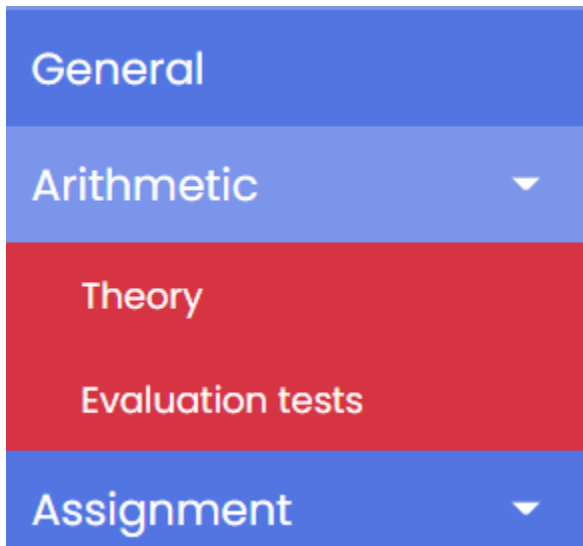 General
Arithmetic
Theory
Evaluation tests
Assignment